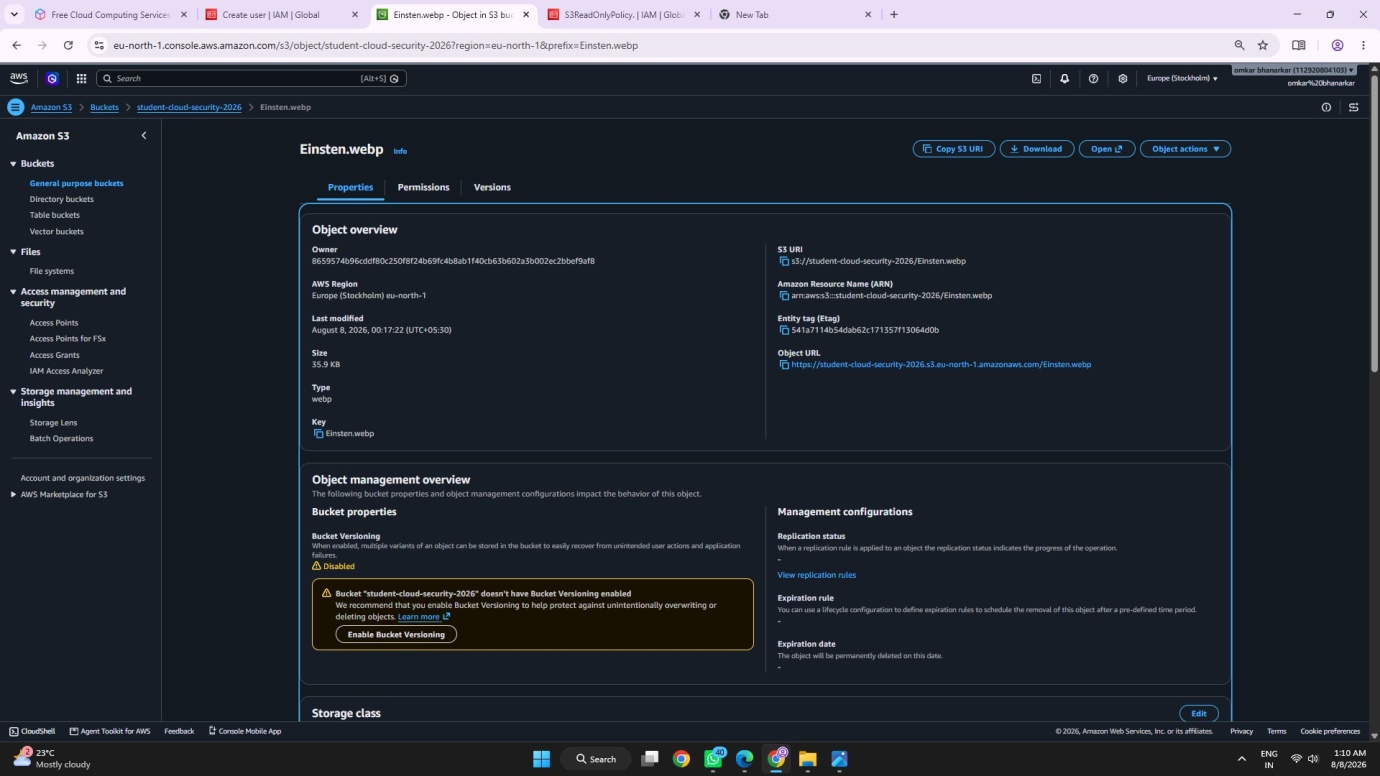 Free Cloud Computing Services
Create user | IAM | Global
Einsten.webp - Object in S3 buc
S3ReadOnlyPolicy. | IAM | Globa
New Tab
eu-north-1.console.aws.amazon.com/s3/object/student-cloud-security-2026?region=eu-north-1&prefix=Einsten.webp
aws
Search
[Alt+S]
Europe (Stockholm) ▼
omkar bhanarkar (112920804103) ▼
omkar%20bhanarkar
Amazon S3 > Buckets > student-cloud-security-2026 > Einsten.webp
Amazon S3
Buckets
General purpose buckets
Directory buckets
Table buckets
Vector buckets
Files
File systems
Access management and
security
Access Points
Access Points for FSx
Access Grants
IAM Access Analyzer
Storage management and
insights
Storage Lens
Batch Operations
Account and organization settings
AWS Marketplace for S3
Einsten.webp Info
Copy S3 URI
Download
Open
Object actions ▼
Properties
Permissions
Versions
Object overview
Owner
8659574b96cddf80c250f8f24b69fc4b8ab1f40cb63b602a3b002ec2bbef9af8
AWS Region
Europe (Stockholm) eu-north-1
Last modified
August 8, 2026, 00:17:22 (UTC+05:30)
Size
35.9 KB
Type
webp
Key
Einsten.webp
S3 URI
s3://student-cloud-security-2026/Einsten.webp
Amazon Resource Name (ARN)
arn:aws:s3:::student-cloud-security-2026/Einsten.webp
Entity tag (Etag)
541a7114b54dab62c171357f13064d0b
Object URL
https://student-cloud-security-2026.s3.eu-north-1.amazonaws.com/Einsten.webp
Object management overview
The following bucket properties and object management configurations impact the behavior of this object.
Bucket properties
Bucket Versioning
When enabled, multiple variants of an object can be stored in the bucket to easily recover from unintended user actions and application
failures.
Disabled
Bucket "student-cloud-security-2026" doesn't have Bucket Versioning enabled
We recommend that you enable Bucket Versioning to help protect against unintentionally overwriting or
deleting objects. Learn more
Enable Bucket Versioning
Management configurations
Replication status
When a replication rule is applied to an object the replication status indicates the progress of the operation.
-
View replication rules
Expiration rule
You can use a lifecycle configuration to define expiration rules to schedule the removal of this object after a pre-defined time period.
-
Expiration date
The object will be permanently deleted on this date.
-
Storage class
Edit
CloudShell
Agent Toolkit for AWS
Feedback
Console Mobile App
© 2026, Amazon Web Services, Inc. or its affiliates.
Privacy
Terms
Cookie preferences
2
23°C
Mostly cloudy
Search
40
ENG
IN
1:10 AM
8/8/2026